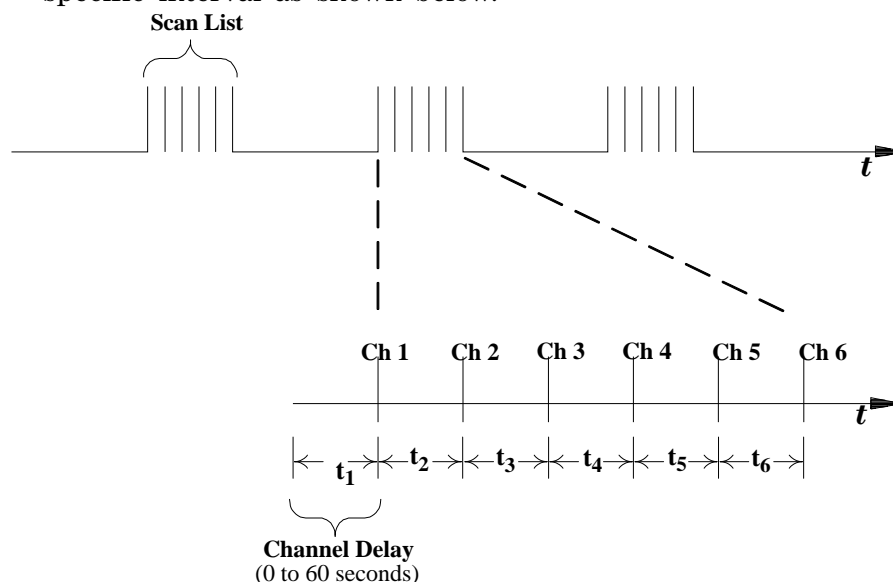 specific interval as shown below.
Scan List
t
Ch 1 Ch 2 Ch 3 Ch 4 Ch 5 Ch 6
t
t1 t2 t3 t4 t5 t6
Channel Delay
(0 to 60 seconds)